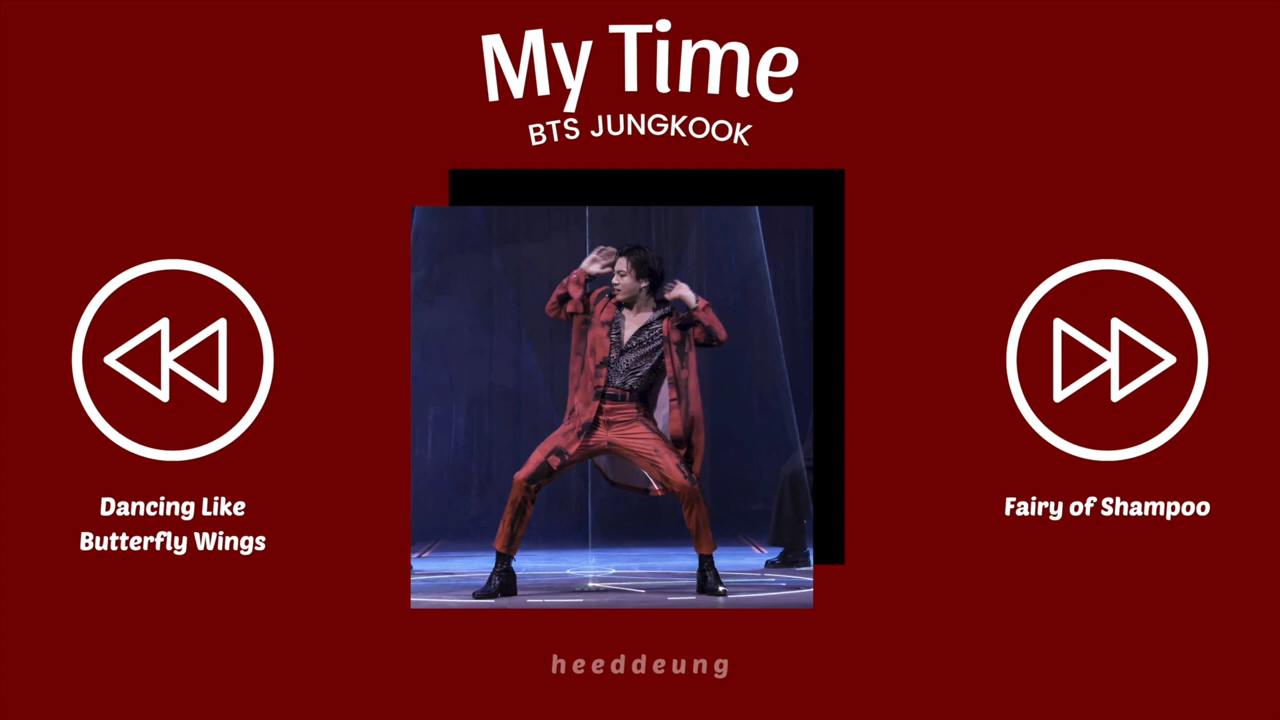 My Time
BTS JUNGKOOK
Dancing Like
Butterfly Wings
Fairy of Shampoo
heeddeung